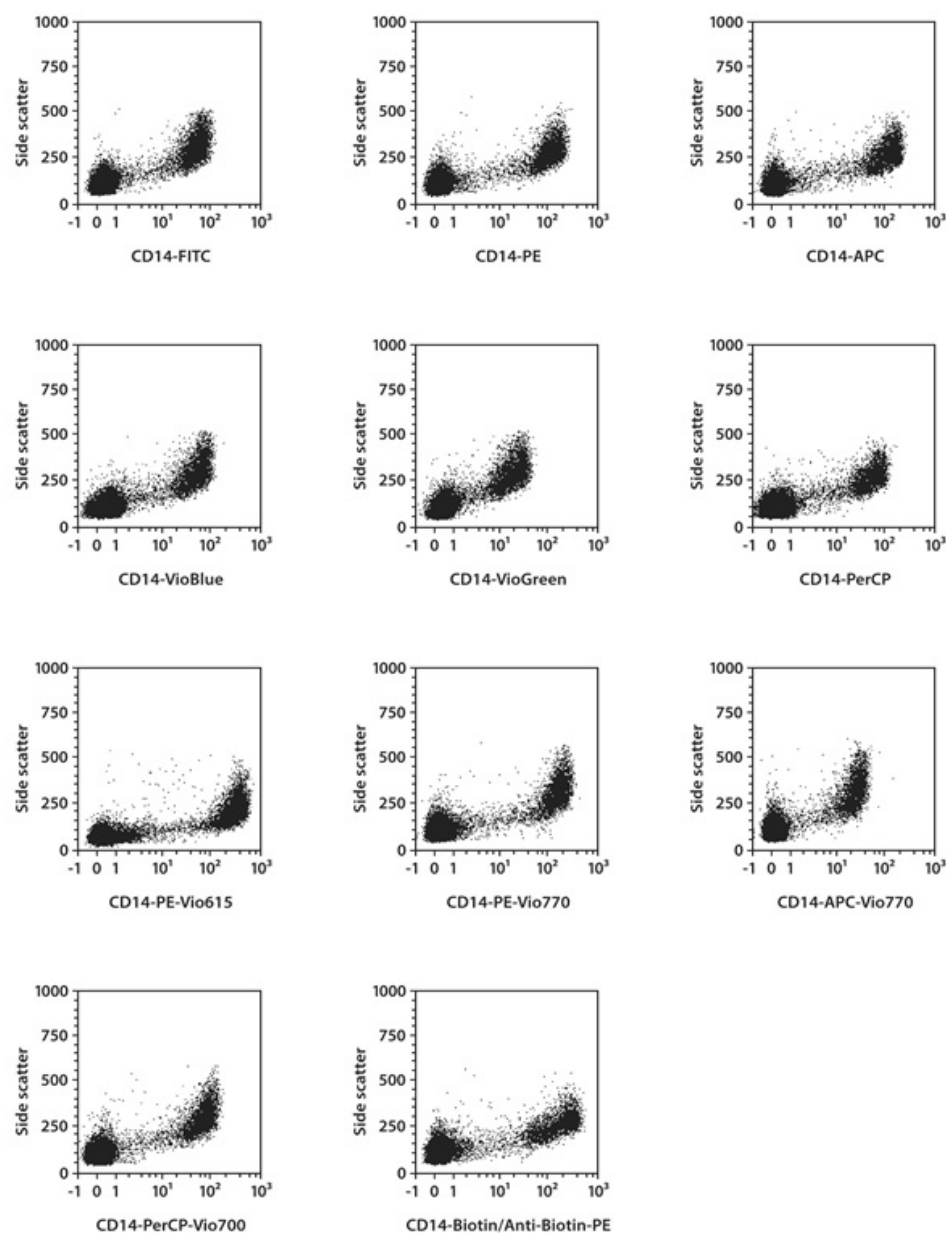 1000
750
500
250
0
Side scatter
-1 0 1 10¹ 10² 10³
CD14-FITC
1000
750
500
250
0
Side scatter
-1 0 1 10¹ 10² 10³
CD14-PE
1000
750
500
250
0
Side scatter
-1 0 1 10¹ 10² 10³
CD14-APC
1000
750
500
250
0
Side scatter
-1 0 1 10¹ 10² 10³
CD14-VioBlue
1000
750
500
250
0
Side scatter
-1 0 1 10¹ 10² 10³
CD14-VioGreen
1000
750
500
250
0
Side scatter
-1 0 1 10¹ 10² 10³
CD14-PerCP
1000
750
500
250
0
Side scatter
-1 0 1 10¹ 10² 10³
CD14-PE-Vio615
1000
750
500
250
0
Side scatter
-1 0 1 10¹ 10² 10³
CD14-PE-Vio770
1000
750
500
250
0
Side scatter
-1 0 1 10¹ 10² 10³
CD14-APC-Vio770
1000
750
500
250
0
Side scatter
-1 0 1 10¹ 10² 10³
CD14-PerCP-Vio700
1000
750
500
250
0
Side scatter
-1 0 1 10¹ 10² 10³
CD14-Biotin/Anti-Biotin-PE